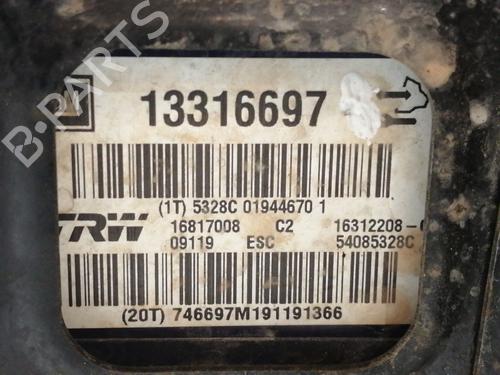 B-PARTS
13316697
(1T) 5328C 01944670 1
TRW 16817008 C2 16312208-
09119 ESC 54085328C
(20T) 746697M191191366